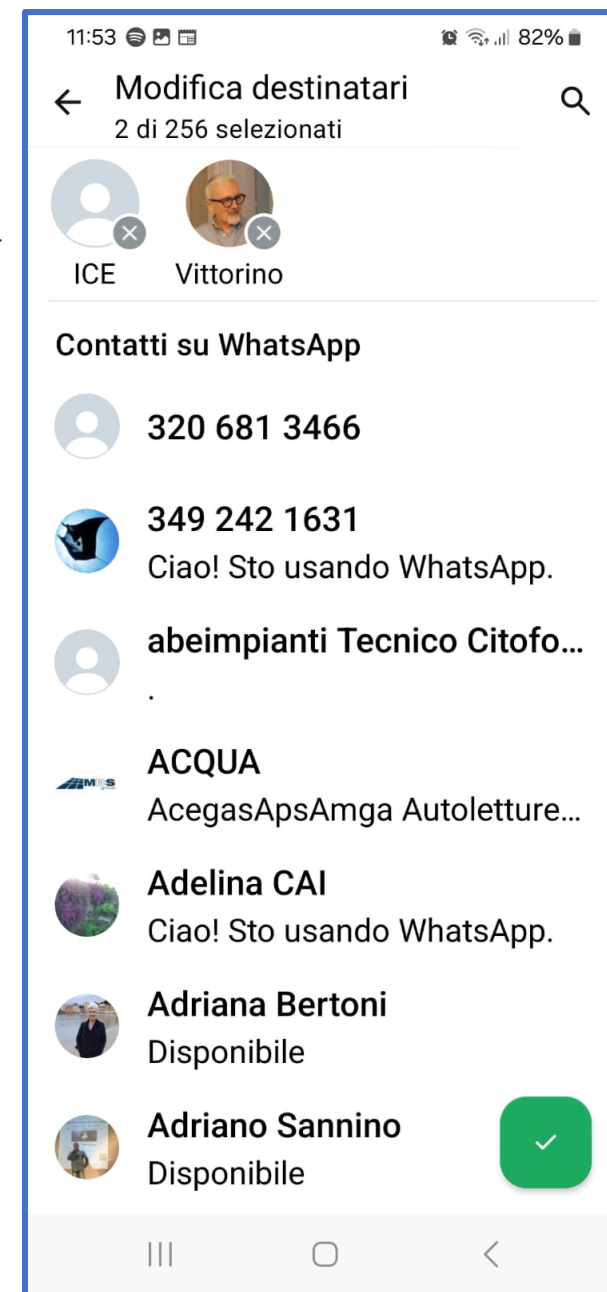 11:53 82%
Modifica destinatari
2 di 256 selezionati
ICE Vittorino
Contatti su WhatsApp
320 681 3466
349 242 1631
Ciao! Sto usando WhatsApp.
abeimpianti Tecnico Citofo...
.
ACQUA
AcegasApsAmga Autoletture...
Adelina CAI
Ciao! Sto usando WhatsApp.
Adriana Bertoni
Disponibile
Adriano Sannino
Disponibile